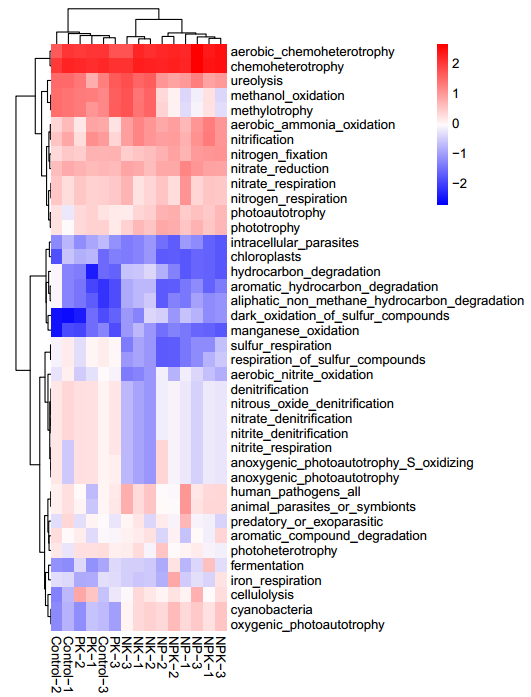 aerobic_chemoheterotrophy
chemoheterotrophy
ureolysis
methanol_oxidation
methylotrophy
aerobic_ammonia_oxidation
nitrification
nitrogen_fixation
nitrate_reduction
nitrate_respiration
nitrogen_respiration
photoautotrophy
phototrophy
intracellular_parasites
chloroplasts
hydrocarbon_degradation
aromatic_hydrocarbon_degradation
aliphatic_non_methane_hydrocarbon_degradation
dark_oxidation_of_sulfur_compounds
manganese_oxidation
sulfur_respiration
respiration_of_sulfur_compounds
aerobic_nitrite_oxidation
denitrification
nitrous_oxide_denitrification
nitrate_denitrification
nitrite_denitrification
nitrite_respiration
anoxygenic_photoautotrophy_S_oxidizing
anoxygenic_photoautotrophy
human_pathogens_all
animal_parasites_or_symbionts
predatory_or_exoparasitic
aromatic_compound_degradation
photoheterotrophy
fermentation
iron_respiration
cellulolysis
cyanobacteria
oxygenic_photoautotrophy
2
1
0
−1
−2
Control-2
Control-1
PK-2
PK-1
Control-3
PK-3
NK-3
NK-1
NK-2
NP-2
NPK-2
NP-1
NP-3
NPK-1
NPK-3